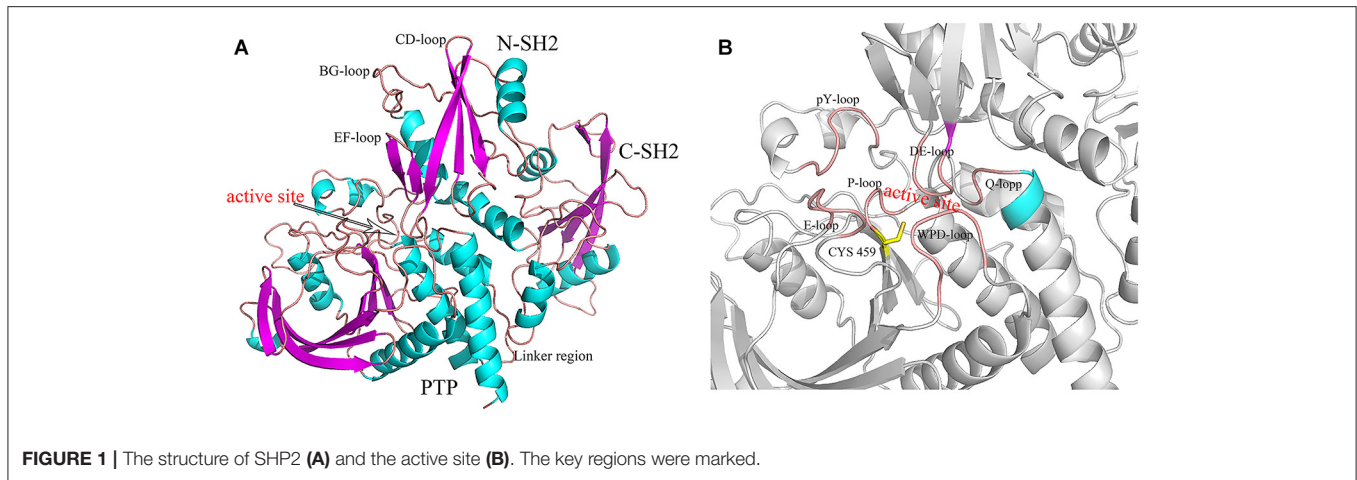 A
CD-loop
N-SH2
BG-loop
EF-loop
C-SH2
active site
Linker region
PTP
B
pY-loop
DE-loop
P-loop
active site
Q-lopp
E-loop
WPD-loop
CYS 459
FIGURE 1 | The structure of SHP2 (A) and the active site (B). The key regions were marked.